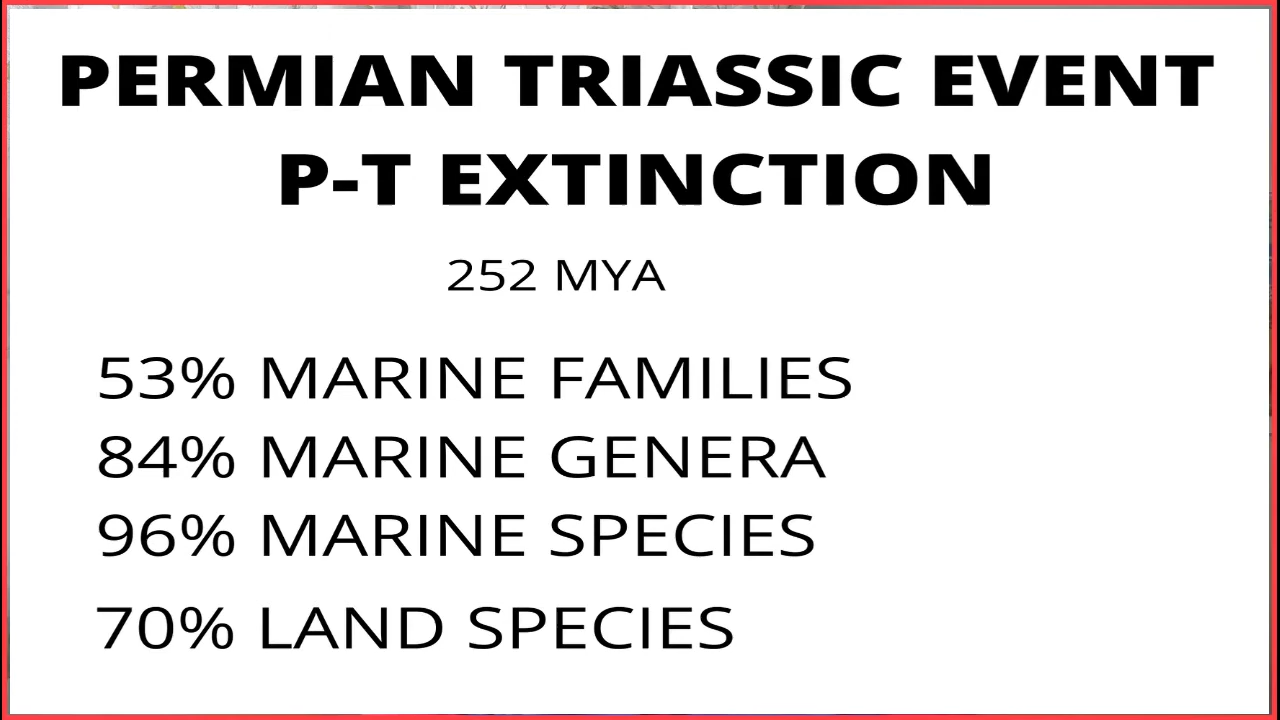 PERMIAN TRIASSIC EVENT
P-T EXTINCTION
252 MYA
53% MARINE FAMILIES
84% MARINE GENERA
96% MARINE SPECIES
70% LAND SPECIES